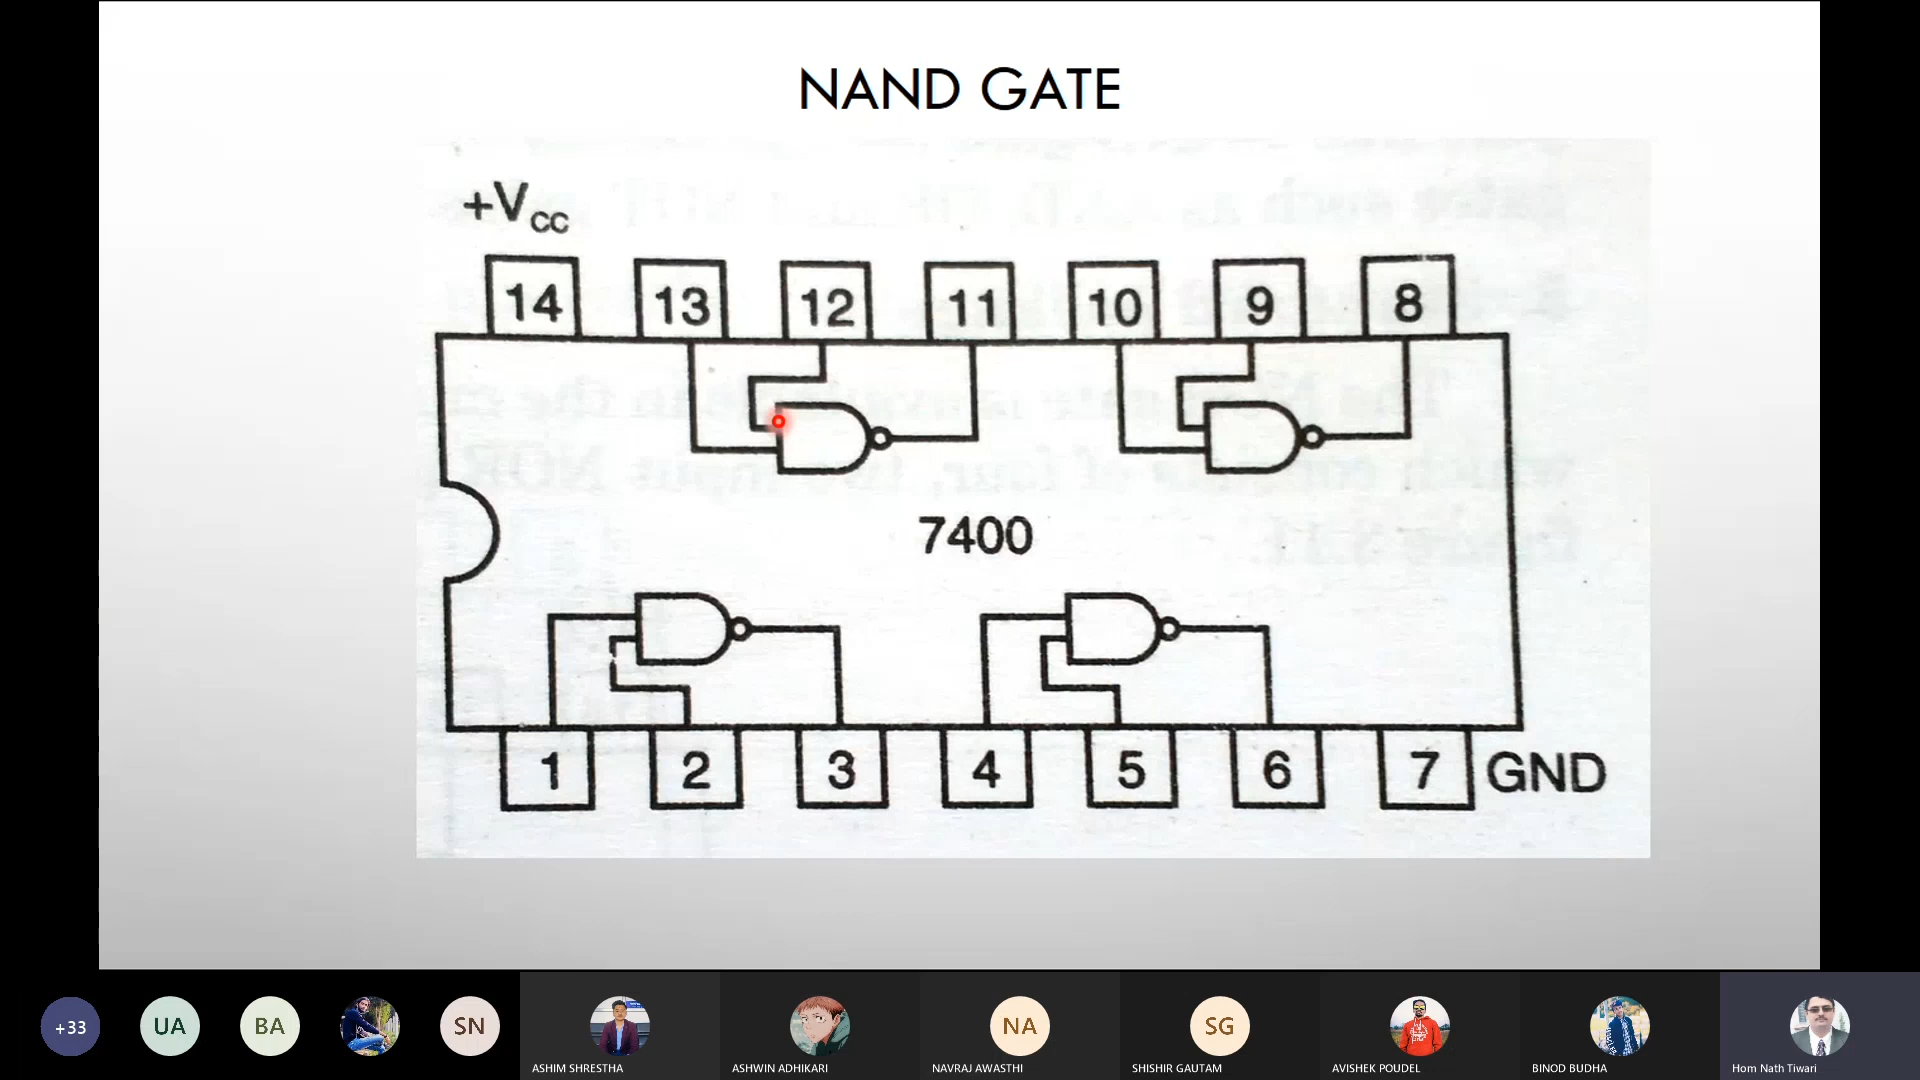 NAND GATE
+Vcc
14 13 12 11 10 9 8
7400
1 2 3 4 5 6 7 GND
+33 UA BA SN NA SG
ASHIM SHRESTHA ASHWIN ADHIKARI NAVRAJ AWASTHI SHISHIR GAUTAM AVISHEK POUDEL BINOD BUDHA Hom Nath Tiwari